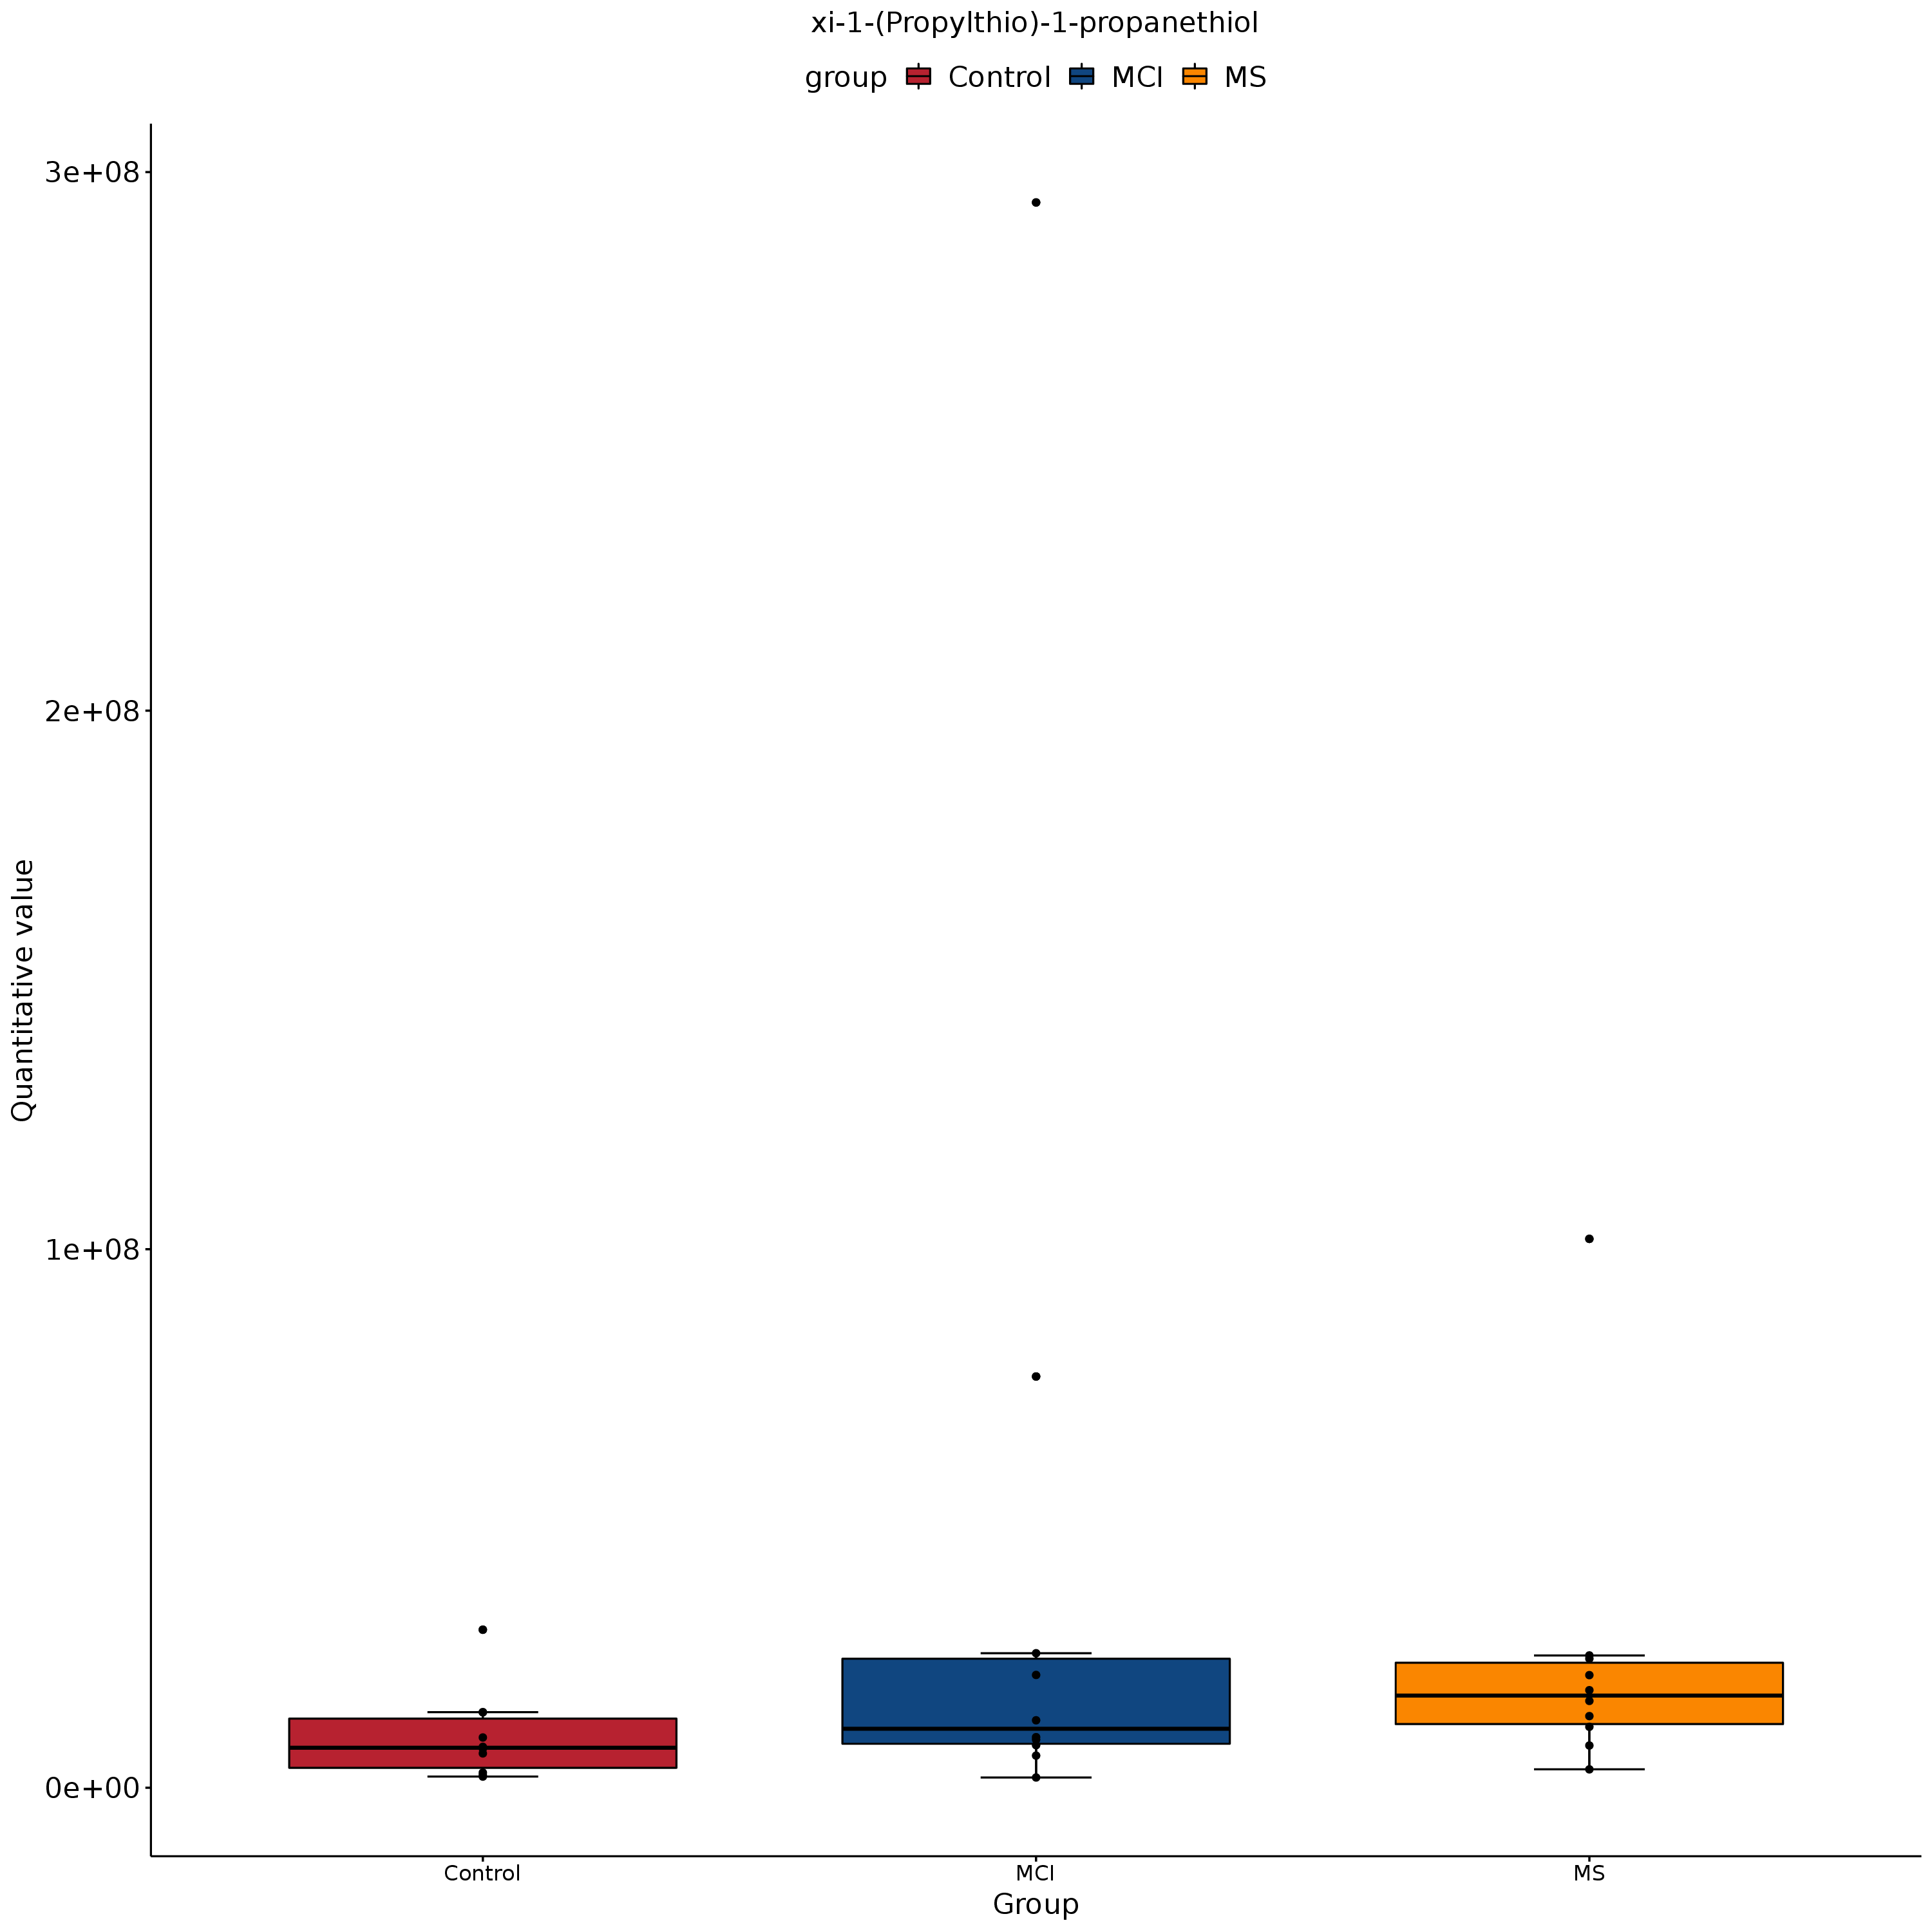 xi-1-(Propylthio)-1-propanethiol
group Control MCI MS
3e+08
2e+08
1e+08
0e+00
Quantitative value
Control MCI MS
Group